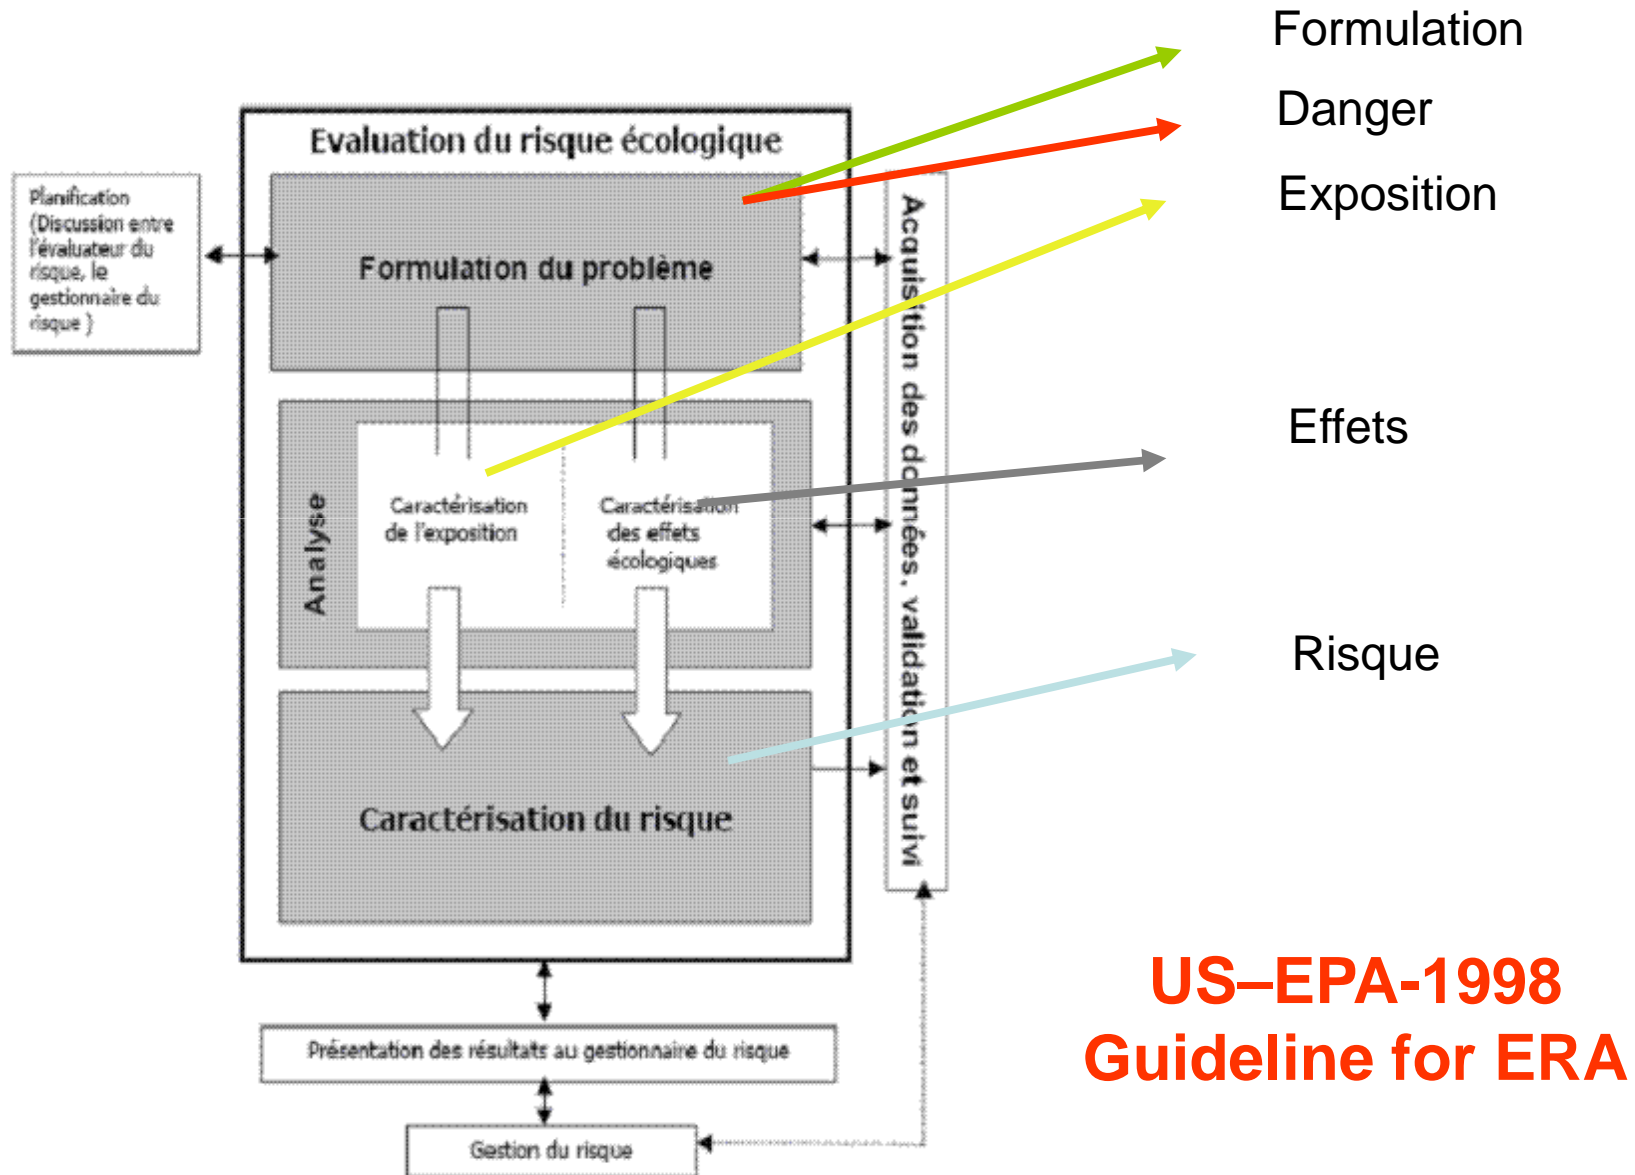 Formulation
Danger
Exposition
Effets
Risque
Evaluation du risque écologique
Planification
(Discussion entre
l'évaluateur du
risque, le
gestionnaire du
risque )
Formulation du problème
Analyse
Caractérisation
de l'exposition
Caractérisation
des effets
écologiques
Caractérisation du risque
Acquisition des données, validation et suivi
Présentation des résultats au gestionnaire du risque
Gestion du risque
US–EPA-1998
Guideline for ERA